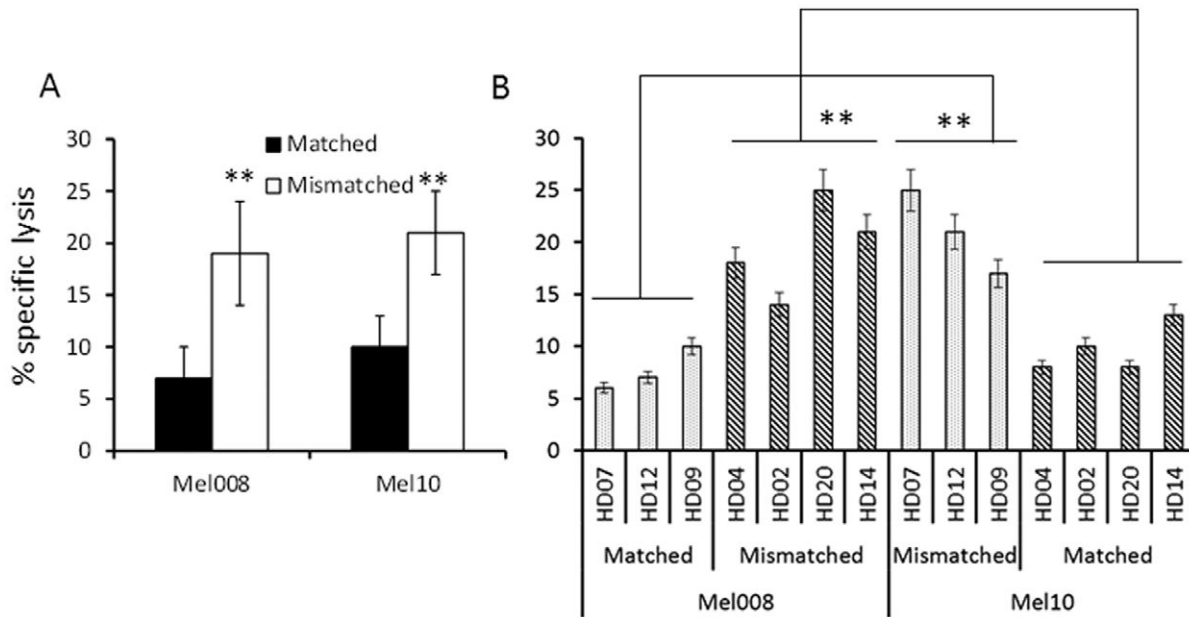 A
% specific lysis
30
25
20
15
10
5
0
Matched
Mismatched
**
**
Mel008
Mel10
B
**
**
30
25
20
15
10
5
0
HD07
HD12
HD09
HD04
HD02
HD20
HD14
HD07
HD12
HD09
HD04
HD02
HD20
HD14
Matched
Mismatched
Mismatched
Matched
Mel008
Mel10